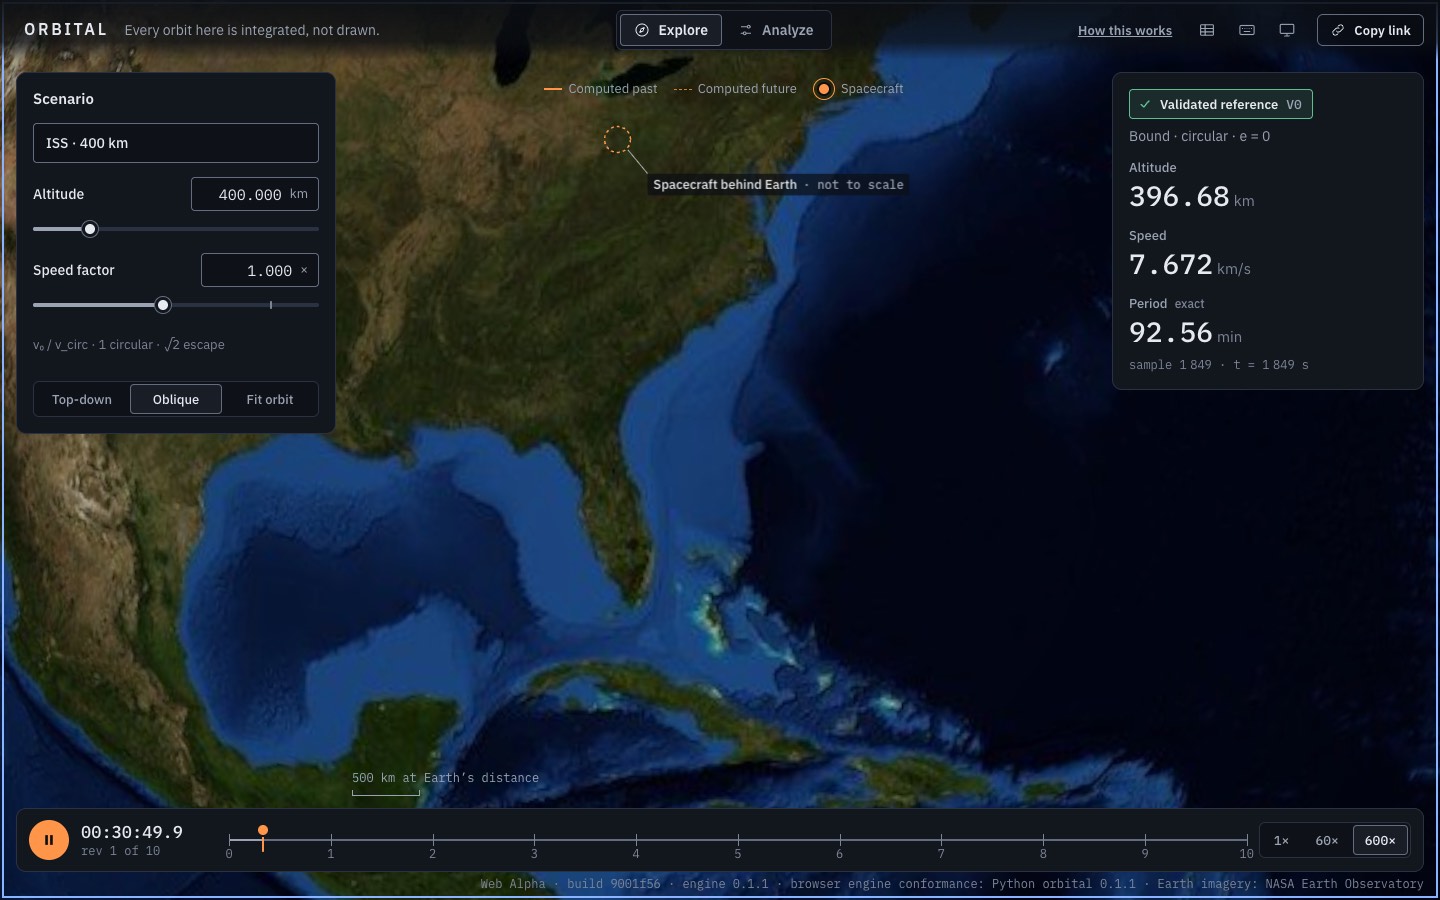 ORBITAL Every orbit here is integrated, not drawn. Explore Analyze How this works Copy link
Computed past Computed future Spacecraft
Spacecraft behind Earth · not to scale
Scenario
ISS · 400 km
Altitude 400.000 km
Speed factor 1.000 ×
v₀ / v_circ · 1 circular · √2 escape
Top-down Oblique Fit orbit
Validated reference V0
Bound · circular · e = 0
Altitude
396.68 km
Speed
7.672 km/s
Period exact
92.56 min
sample 1 849 · t = 1 849 s
500 km at Earth's distance
00:30:49.9
rev 1 of 10
0 1 2 3 4 5 6 7 8 9 10
1× 60× 600×
Web Alpha · build 9001f56 · engine 0.1.1 · browser engine conformance: Python orbital 0.1.1 · Earth imagery: NASA Earth Observatory